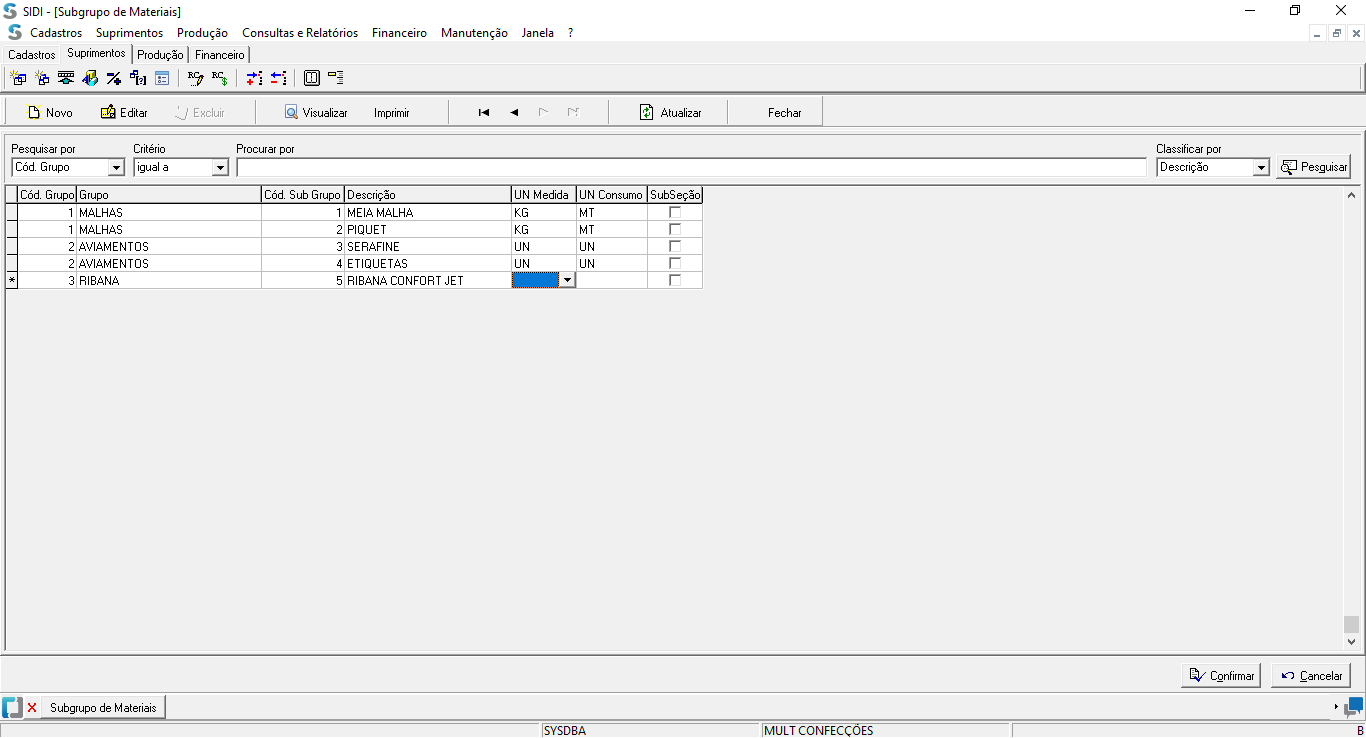 SIDI - [Subgrupo de Materiais]
Cadastros Suprimentos Produção Consultas e Relatórios Financeiro Manutenção Janela ?
Cadastros Suprimentos Produção Financeiro
Novo Editar Excluir Visualizar Imprimir Atualizar Fechar
Pesquisar por Critério Procurar por Classificar por
Cód. Grupo igual a Descrição Pesquisar
Cód. Grupo Grupo Cód. Sub Grupo Descrição UN Medida UN Consumo SubSeção
1 MALHAS 1 MEIA MALHA KG MT
1 MALHAS 2 PIQUET KG MT
2 AVIAMENTOS 3 SERAFINE UN UN
2 AVIAMENTOS 4 ETIQUETAS UN UN
* 3 RIBANA 5 RIBANA CONFORT JET
Confirmar Cancelar
Subgrupo de Materiais
SYSDBA MULT CONFECÇÕES B